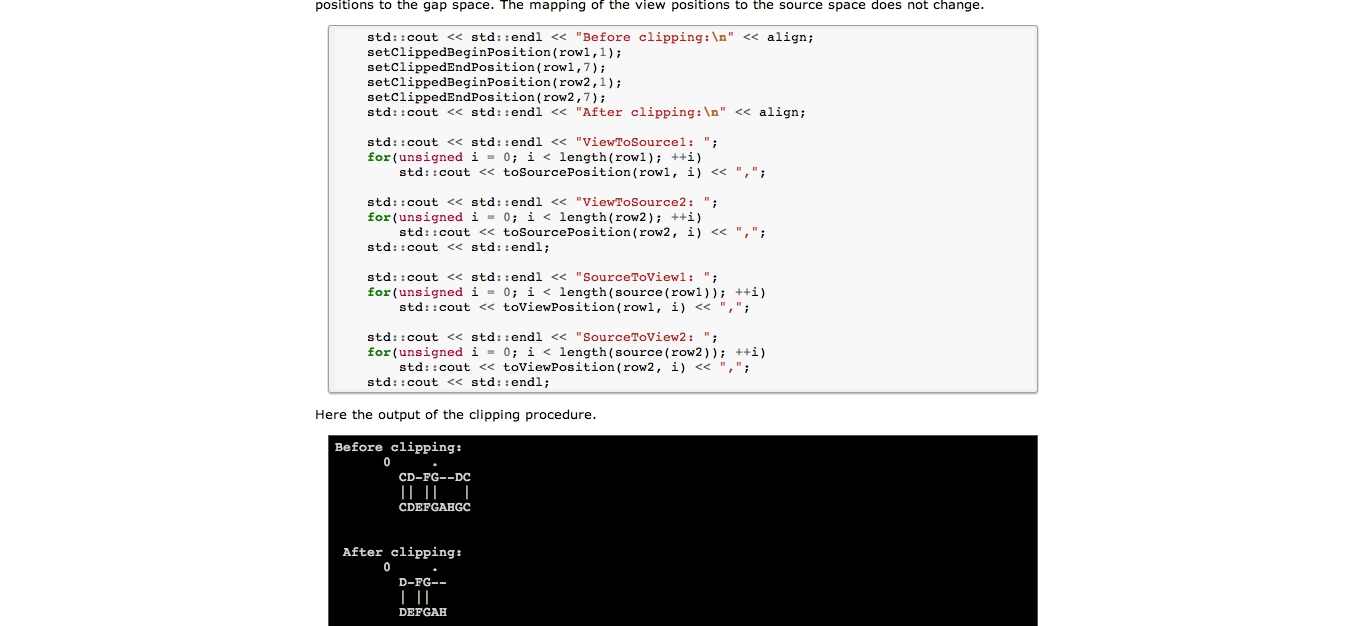 positions to the gap space. The mapping of the view positions to the source space does not change.
std::cout << std::endl << "Before clipping:\n" << align;
setClippedBeginPosition(row1,1);
setClippedEndPosition(row1,7);
setClippedBeginPosition(row2,1);
setClippedEndPosition(row2,7);
std::cout << std::endl << "After clipping:\n" << align;
std::cout << std::endl << "ViewToSource1: ";
for(unsigned i = 0; i < length(row1); ++i)
    std::cout << toSourcePosition(row1, i) << ",";
std::cout << std::endl << "ViewToSource2: ";
for(unsigned i = 0; i < length(row2); ++i)
    std::cout << toSourcePosition(row2, i) << ",";
std::cout << std::endl;
std::cout << std::endl << "SourceToView1: ";
for(unsigned i = 0; i < length(source(row1)); ++i)
    std::cout << toViewPosition(row1, i) << ",";
std::cout << std::endl << "SourceToView2: ";
for(unsigned i = 0; i < length(source(row2)); ++i)
    std::cout << toViewPosition(row2, i) << ",";
std::cout << std::endl;
Here the output of the clipping procedure.
Before clipping:
      0     .
        CD-FG--DC
        || ||   |
        CDEFGAHGC
 After clipping:
      0     .
        D-FG--
        | ||
        DEFGAH